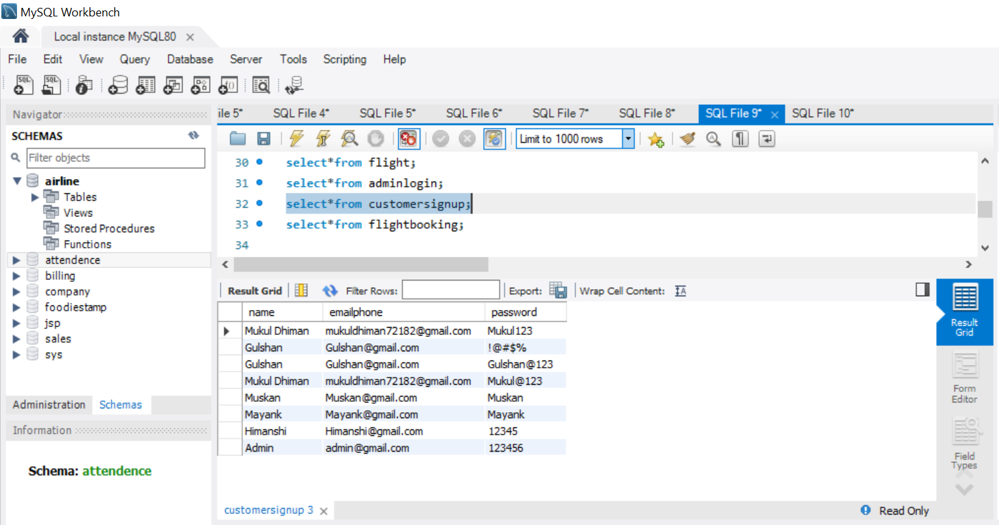 MySQL Workbench
Local instance MySQL80
File Edit View Query Database Server Tools Scripting Help
Navigator
SCHEMAS
Filter objects
airline
Tables
Views
Stored Procedures
Functions
attendence
billing
company
foodiestamp
jsp
sales
sys
Administration Schemas
Information
Schema: attendence
ile 5* SQL File 4* SQL File 5* SQL File 6* SQL File 7* SQL File 8* SQL File 9* SQL File 10*
Limit to 1000 rows
30 select*from flight;
31 select*from adminlogin;
32 select*from customersignup;
33 select*from flightbooking;
34
Result Grid Filter Rows: Export: Wrap Cell Content:
name emailphone password
Mukul Dhiman mukuldhiman72182@gmail.com Mukul123
Gulshan Gulshan@gmail.com !@#$%
Gulshan Gulshan@gmail.com Gulshan@123
Mukul Dhiman mukuldhiman72182@gmail.com Mukul@123
Muskan Muskan@gmail.com Muskan
Mayank Mayank@gmail.com Mayank
Himanshi Himanshi@gmail.com 12345
Admin admin@gmail.com 123456
Result
Grid
Form
Editor
Field
Types
customersignup 3
Read Only